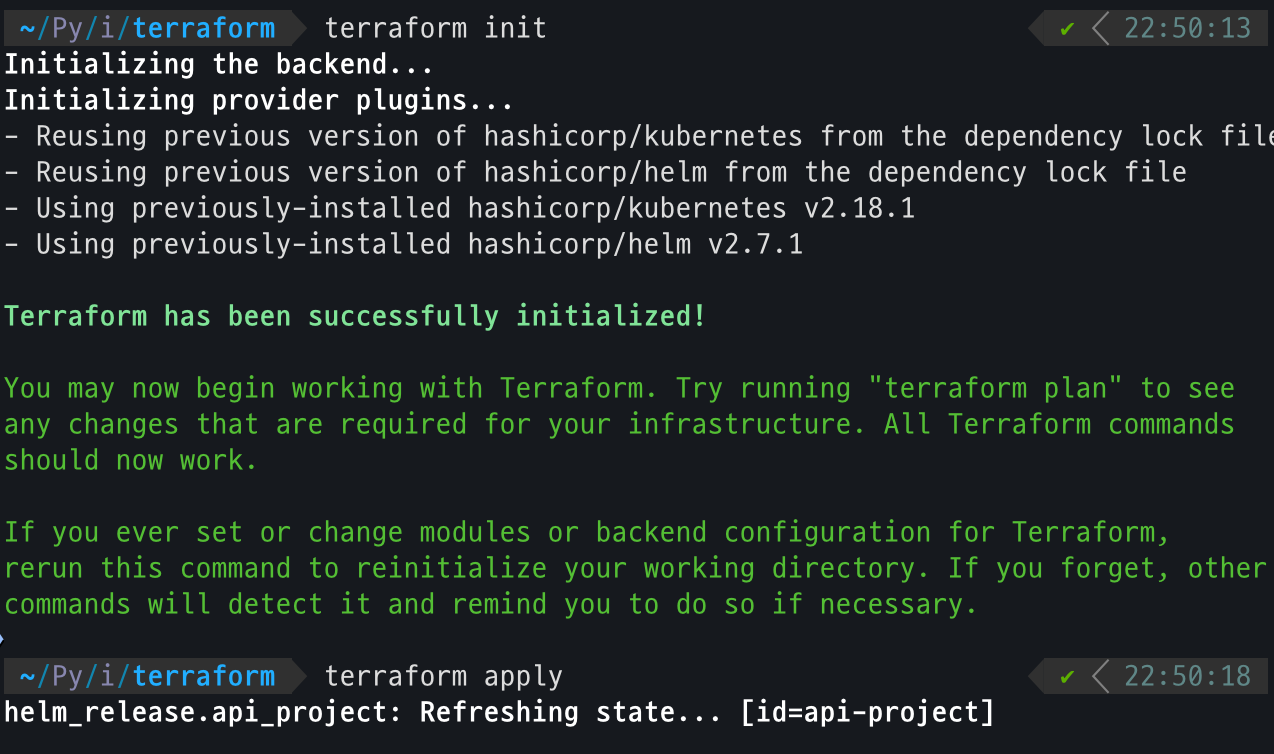 ~/Py/i/terraform terraform init ✔ 22:50:13
Initializing the backend...
Initializing provider plugins...
- Reusing previous version of hashicorp/kubernetes from the dependency lock file
- Reusing previous version of hashicorp/helm from the dependency lock file
- Using previously-installed hashicorp/kubernetes v2.18.1
- Using previously-installed hashicorp/helm v2.7.1
Terraform has been successfully initialized!
You may now begin working with Terraform. Try running "terraform plan" to see
any changes that are required for your infrastructure. All Terraform commands
should now work.
If you ever set or change modules or backend configuration for Terraform,
rerun this command to reinitialize your working directory. If you forget, other
commands will detect it and remind you to do so if necessary.
~/Py/i/terraform terraform apply ✔ 22:50:18
helm_release.api_project: Refreshing state... [id=api-project]